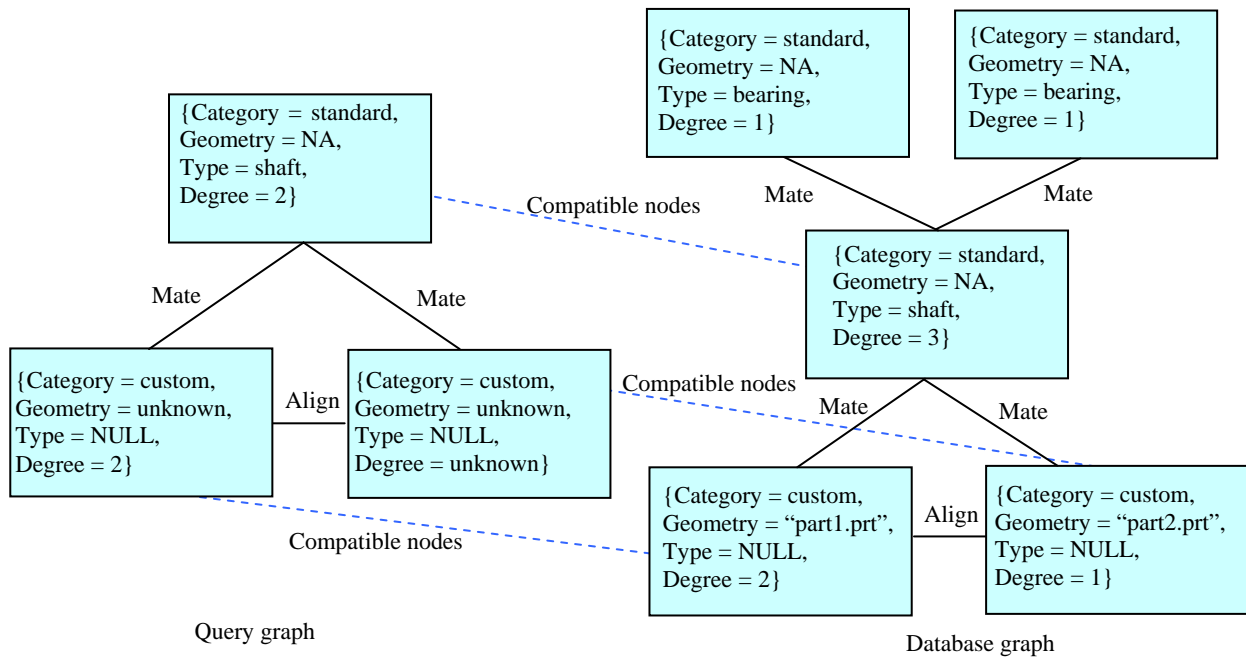 {Category = standard,
Geometry = NA,
Type = shaft,
Degree = 2}
Mate
Mate
{Category = custom,
Geometry = unknown,
Type = NULL,
Degree = 2}
Align
{Category = custom,
Geometry = unknown,
Type = NULL,
Degree = unknown}
Query graph
Compatible nodes
Compatible nodes
Compatible nodes
{Category = standard,
Geometry = NA,
Type = bearing,
Degree = 1}
{Category = standard,
Geometry = NA,
Type = bearing,
Degree = 1}
Mate
Mate
{Category = standard,
Geometry = NA,
Type = shaft,
Degree = 3}
Mate
Mate
{Category = custom,
Geometry = “part1.prt”,
Type = NULL,
Degree = 2}
Align
{Category = custom,
Geometry = “part2.prt”,
Type = NULL,
Degree = 1}
Database graph